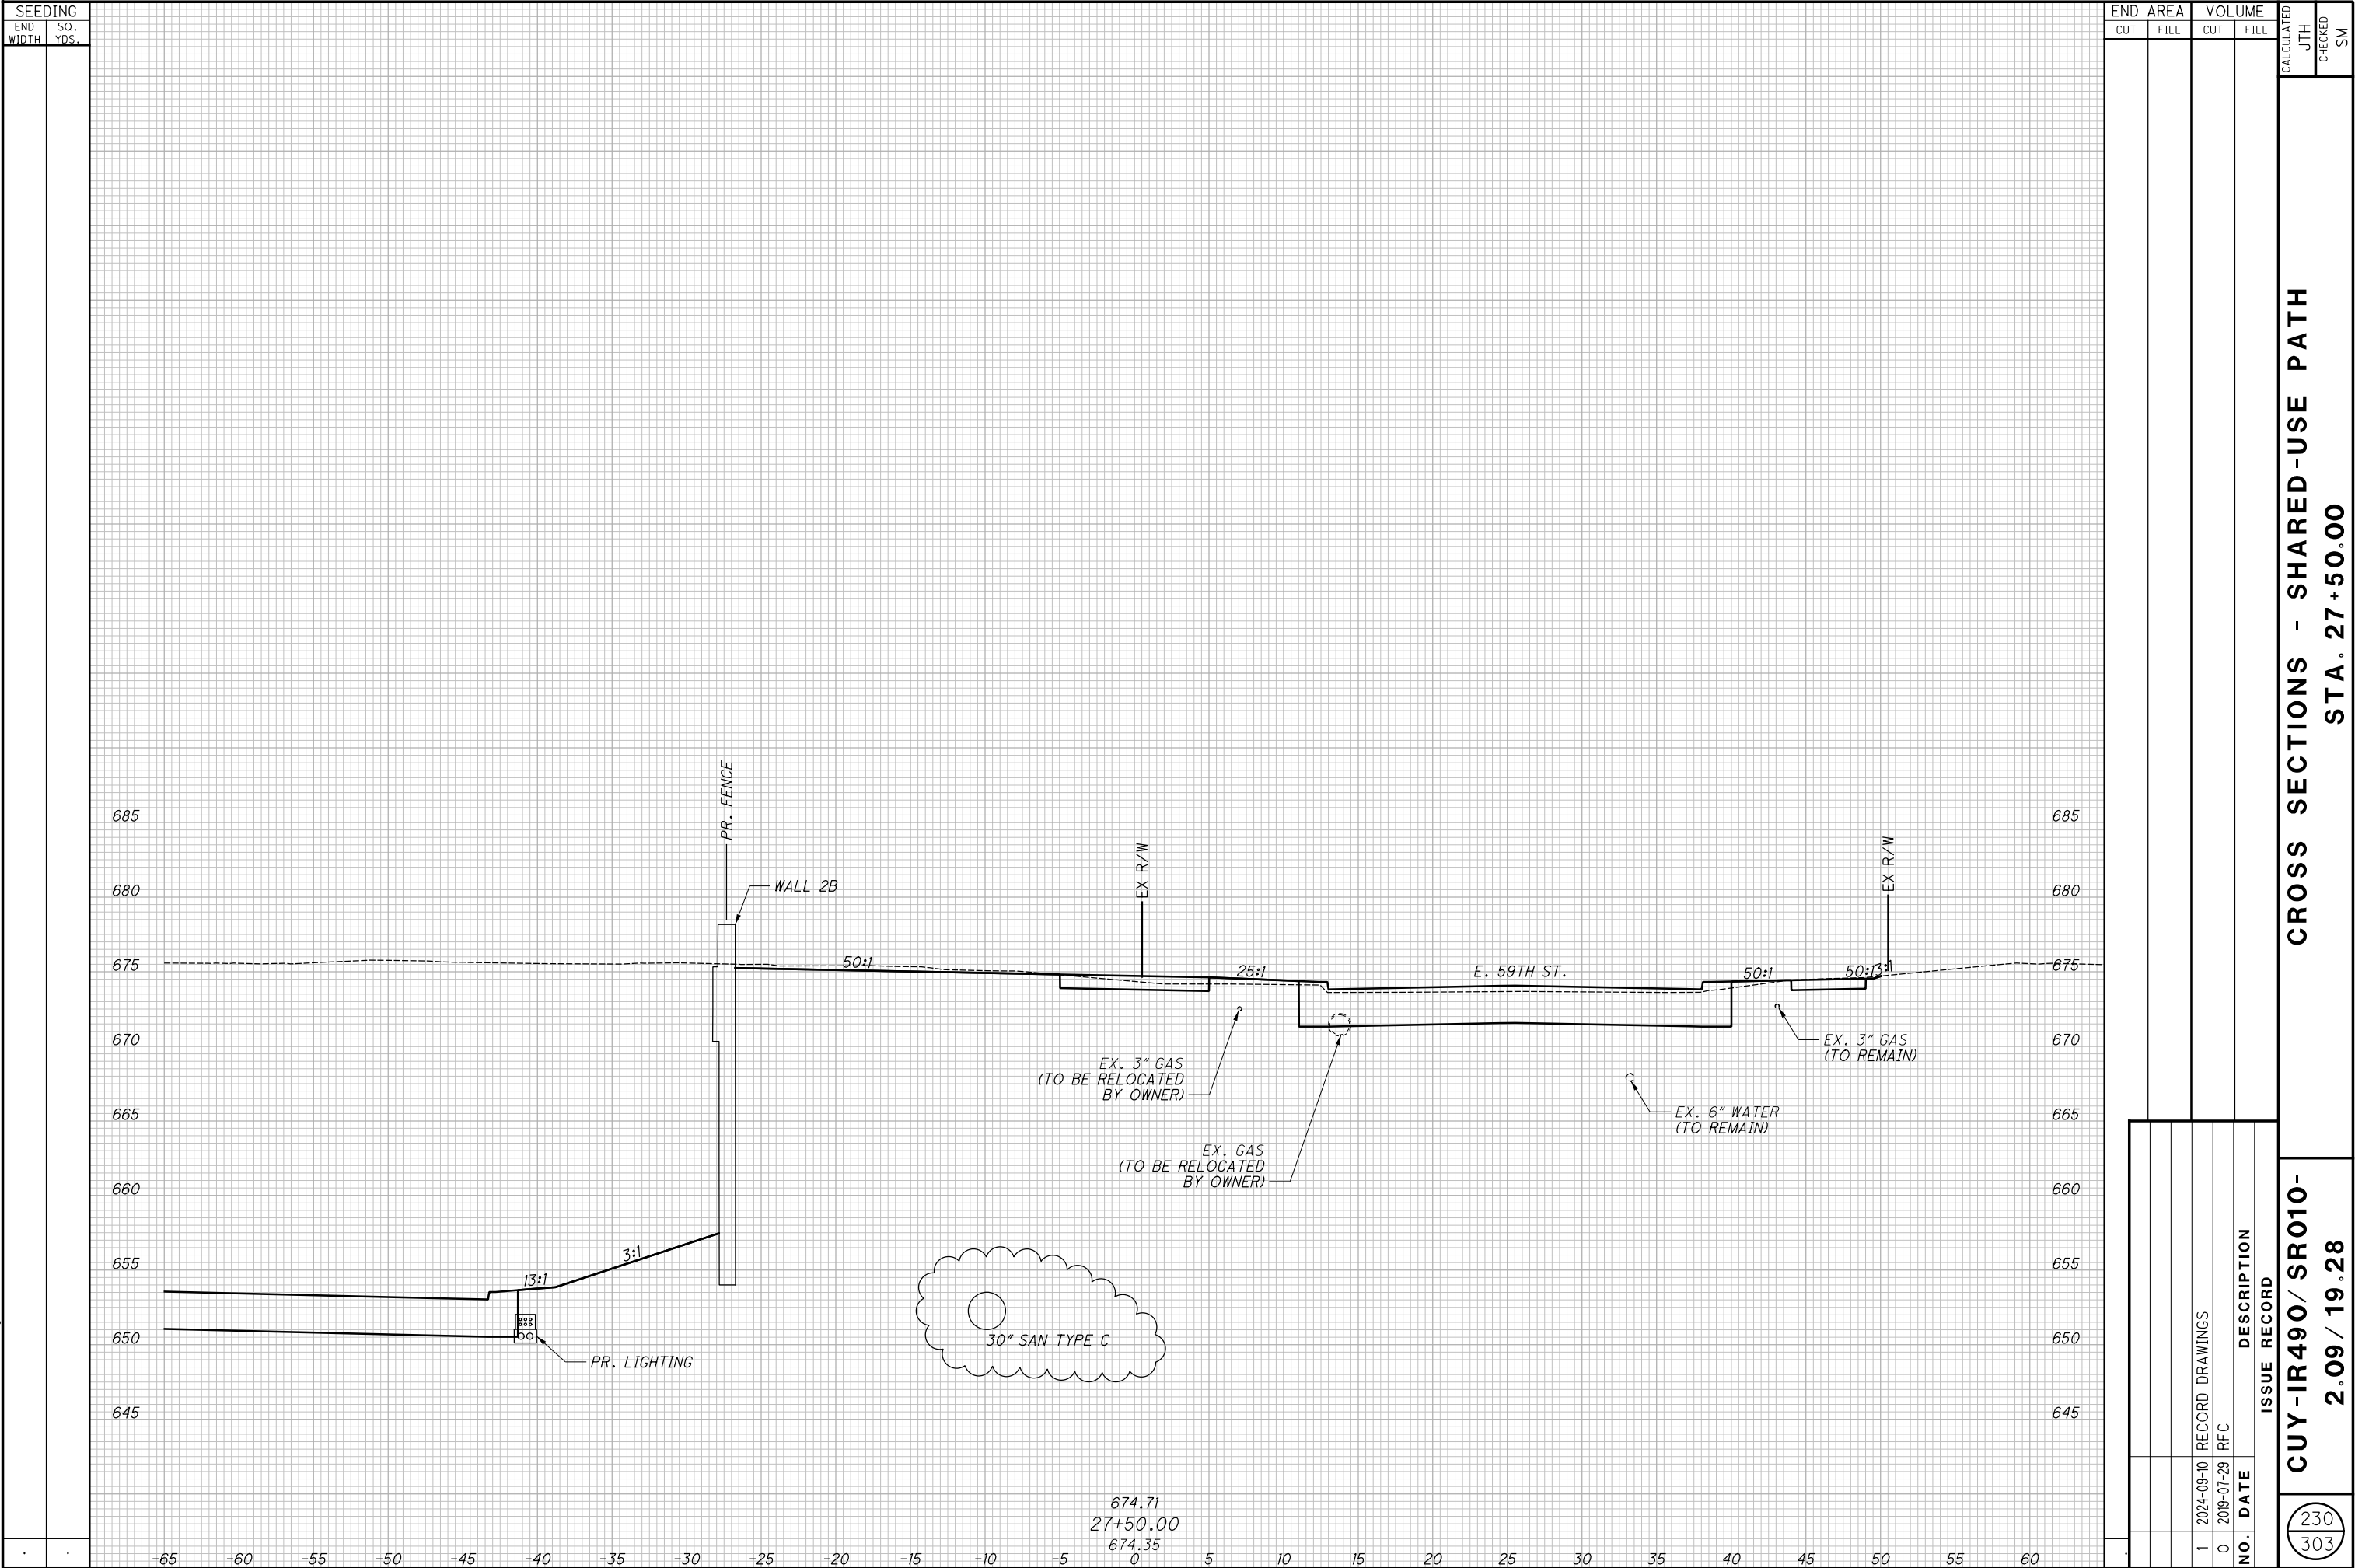 SEEDING
END WIDTH
SQ. YDS.
END AREA
VOLUME
CUT
FILL
CUT
FILL
CALCULATED
JTH
CHECKED
SM
CROSS SECTIONS - SHARED-USE PATH
STA. 27+50.00
PR. FENCE
685
685
EX R/W
EX R/W
WALL 2B
680
680
675
50:1
25:1
E. 59TH ST.
50:1
50:1
3:1
675
670
EX. 3" GAS
(TO BE RELOCATED
BY OWNER)
EX. 3" GAS
(TO REMAIN)
670
665
EX. 6" WATER
(TO REMAIN)
665
EX. GAS
(TO BE RELOCATED
BY OWNER)
660
660
655
3:1
13:1
655
650
30" SAN TYPE C
650
PR. LIGHTING
645
645
674.71
27+50.00
674.35
-65 -60 -55 -50 -45 -40 -35 -30 -25 -20 -15 -10 -5 0 5 10 15 20 25 30 35 40 45 50 55 60
1 2024-09-10 RECORD DRAWINGS
0 2019-07-29 RFC
NO. DATE DESCRIPTION
ISSUE RECORD
CUY-IR490/SR010-
2.09/19.28
230
303